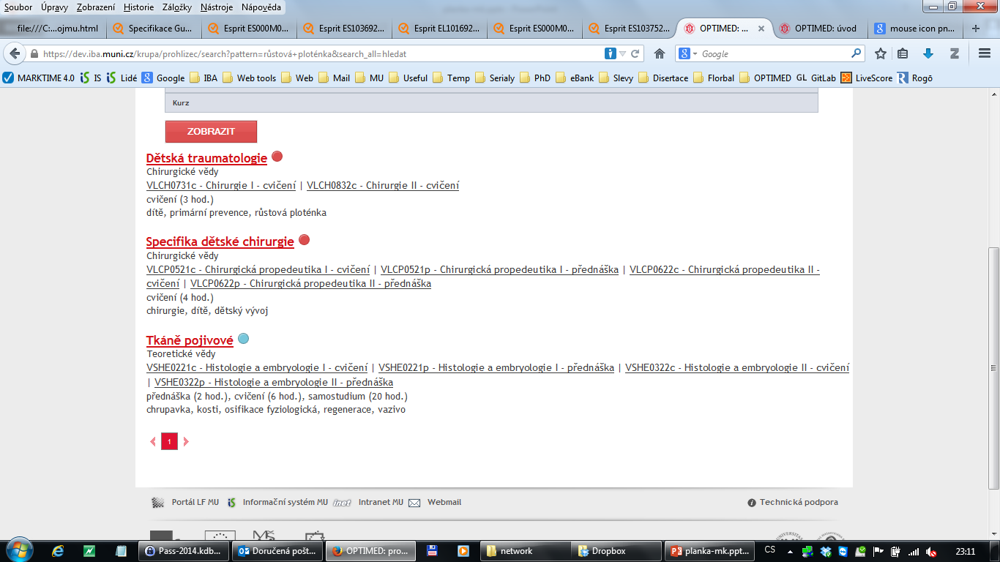 Soubor Úpravy Zobrazení Historie Záložky Nástroje Nápověda
file:///C:...ojmu.html Specifikace Gu... Esprit ES000M0... Esprit ES103692... Esprit EL101692... Esprit ES000M0... Esprit ES103752... OPTIMED: ... OPTIMED: úvod mouse icon pn...
https://dev.iba.muni.cz/krupa/prohlizec/search?pattern=růstová+ploténka&search_all=hledat Google
MARKTIME 4.0 IS Lidé Google IBA Web tools Web Mail MU Useful Temp Serialy PhD eBank Slevy Disertace Florbal OPTIMED GL GitLab LiveScore Rogō
Kurz
ZOBRAZIT
Dětská traumatologie
Chirurgické vědy
VLCH0731c - Chirurgie I - cvičení | VLCH0832c - Chirurgie II - cvičení
cvičení (3 hod.)
dítě, primární prevence, růstová ploténka
Specifika dětské chirurgie
Chirurgické vědy
VLCP0521c - Chirurgická propedeutika I - cvičení | VLCP0521p - Chirurgická propedeutika I - přednáška | VLCP0622c - Chirurgická propedeutika II -
cvičení | VLCP0622p - Chirurgická propedeutika II - přednáška
cvičení (4 hod.)
chirurgie, dítě, dětský vývoj
Tkáně pojivové
Teoretické vědy
VSHE0221c - Histologie a embryologie I - cvičení | VSHE0221p - Histologie a embryologie I - přednáška | VSHE0322c - Histologie a embryologie II - cvičení
| VSHE0322p - Histologie a embryologie II - přednáška
přednáška (2 hod.), cvičení (6 hod.), samostudium (20 hod.)
chrupavka, kosti, osifikace fyziologická, regenerace, vazivo
1
Portál LF MU Informační systém MU inet Intranet MU Webmail Technická podpora
Pass-2014.kdb... Doručená pošt... OPTIMED: pro... network Dropbox planka-mk.ppt... CS 23:11